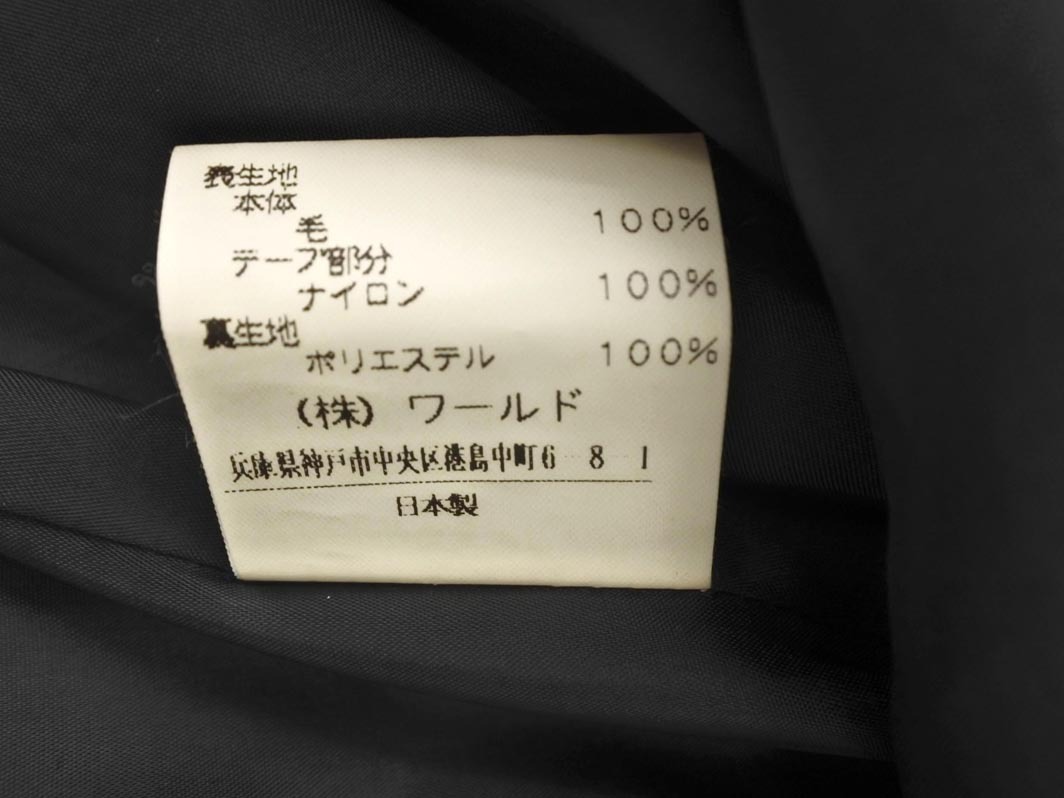 表生地
本体
毛 100%
テープ部分
ナイロン 100%
裏生地
ポリエステル 100%
(株) ワールド
兵庫県神戸市中央区港島中町6 8 1
日本製